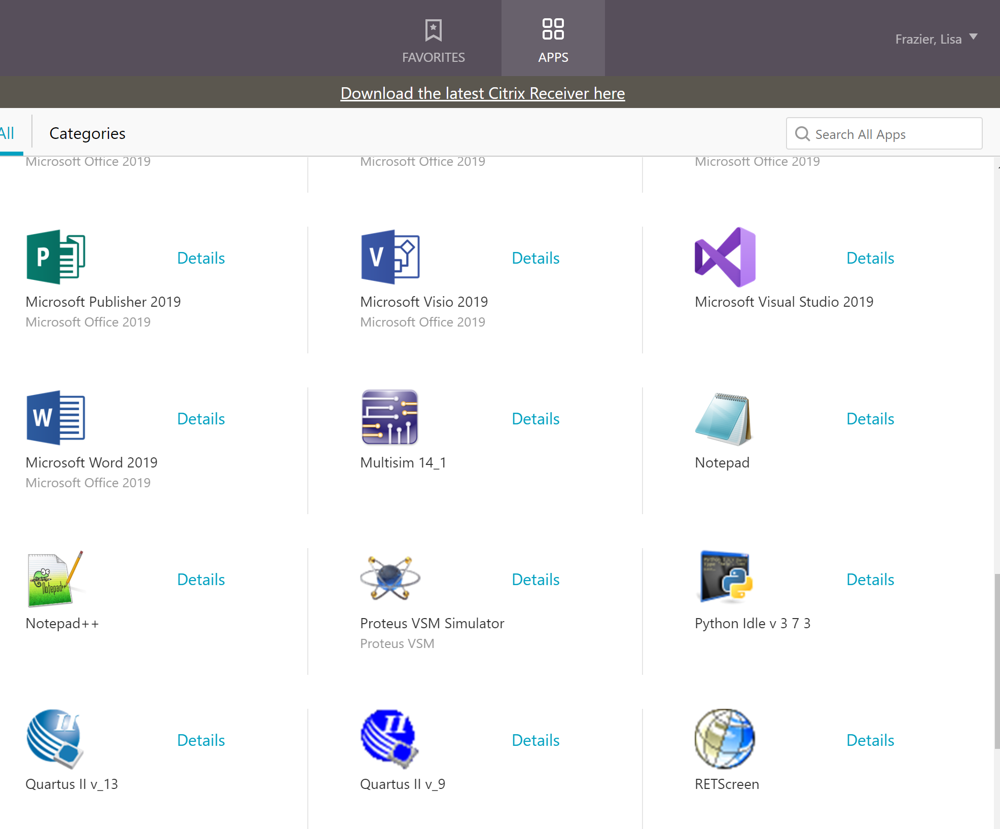 FAVORITES
APPS
Frazier, Lisa
Download the latest Citrix Receiver here
All
Categories
Search All Apps
Microsoft Office 2019
Microsoft Office 2019
Microsoft Office 2019
Details
Details
Details
Microsoft Publisher 2019
Microsoft Visio 2019
Microsoft Visual Studio 2019
Microsoft Office 2019
Microsoft Office 2019
Details
Details
Details
Microsoft Word 2019
Multisim 14_1
Notepad
Microsoft Office 2019
Notepad++
Details
Details
Details
Notepad++
Proteus VSM Simulator
Python Idle v 3 7 3
Proteus VSM
II
Details
II
Details
Details
Quartus II v_13
Quartus II v_9
RETScreen